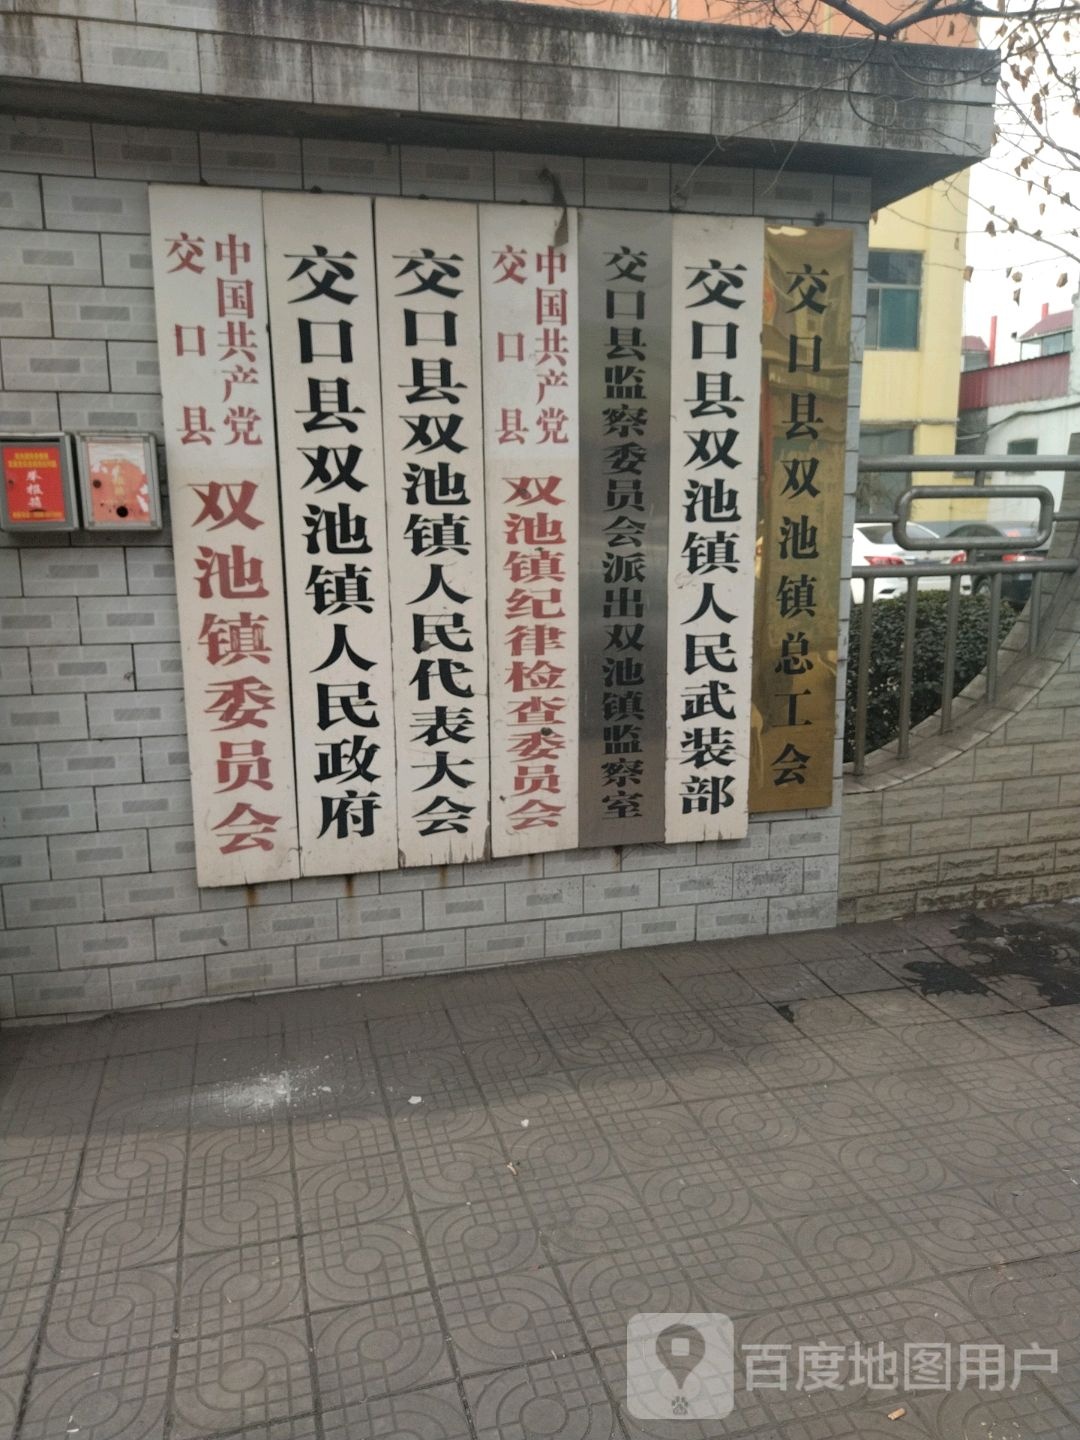 中国共产党
交口县
双池镇委员会
交口县双池镇人民政府
交口县双池镇人民代表大会
中国共产党
交口县
双池镇纪律检查委员会
交口县监察委员会派出双池镇监察室
交口县双池镇人民武装部
交口县双池镇总工会
举报箱
百度地图用户